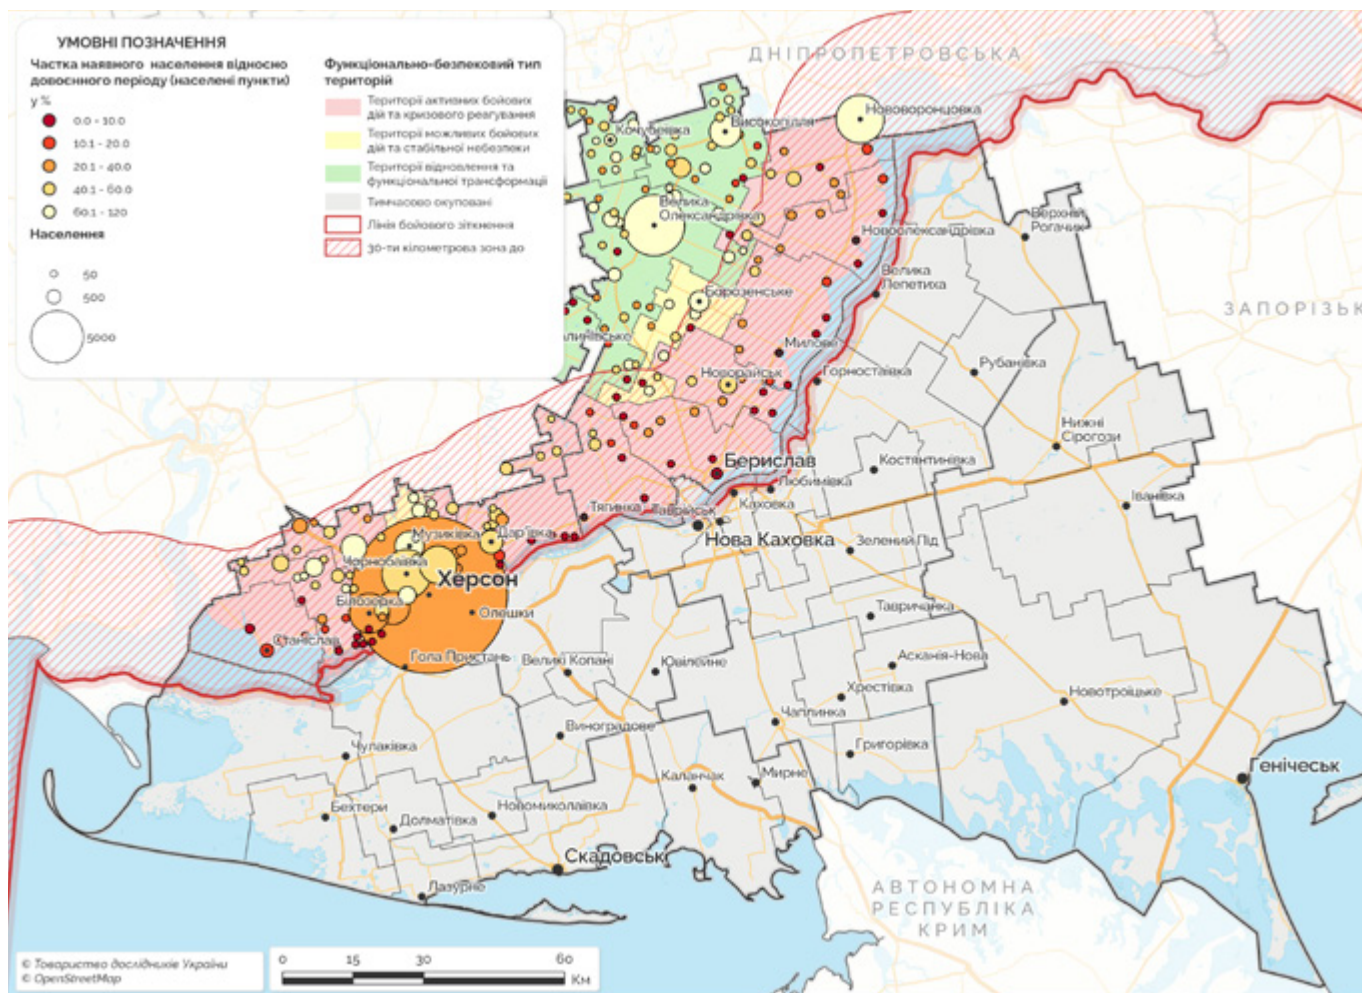 УМОВНІ ПОЗНАЧЕННЯ
Частка наявного населення відносно
довоєнного періоду (населені пункти)
у %
0.0 - 10.0
10.1 - 20.0
20.1 - 40.0
40.1 - 60.0
60.1 - 120
Населення
50
500
5000
Функціонально-безпековий тип
територій
Території активних бойових
дій та кризового реагування
Території можливих бойових
дій та стабільної небезпеки
Території відновлення та
функціональної трансформації
Тимчасово окуповані
Лінія бойового зіткнення
30-ти кілометрова зона до
ДНІПРОПЕТРОВСЬКА
Нововоронцовка
Високопілля
Кочубеївка
Велика
Олександрівка
Новоолександрівка
Верхній
Рогачик
Велика
Лепетиха
ЗАПОРІЗЬК
Борозенське
алинівське
Милове
Рубанівка
Новорайськ
Горностаївка
Нижні
Сірогози
Берислав
Костянтинівка
Любимівка
Іванівка
Тягинка
Таврійськ
Каховка
Нова Каховка
Зелений Під
Музиківка
Дар'ївка
Чорнобаївка
Херсон
Білозерка
Олешки
Тавричанка
Станіслав
Гола Пристань
Великі Копані
Ювілейне
Асканія-Нова
Хрестівка
Новотроїцьке
Виноградове
Чаплинка
Чулаківка
Григорівка
Каланчак
Мирне
Генічеськ
Бехтери
Долматівка
Новомиколаївка
Скадовськ
Лазурне
АВТОНОМНА
РЕСПУБЛІКА
КРИМ
© Товариство дослідників України
© OpenStreetMap
0 15 30 60
Км